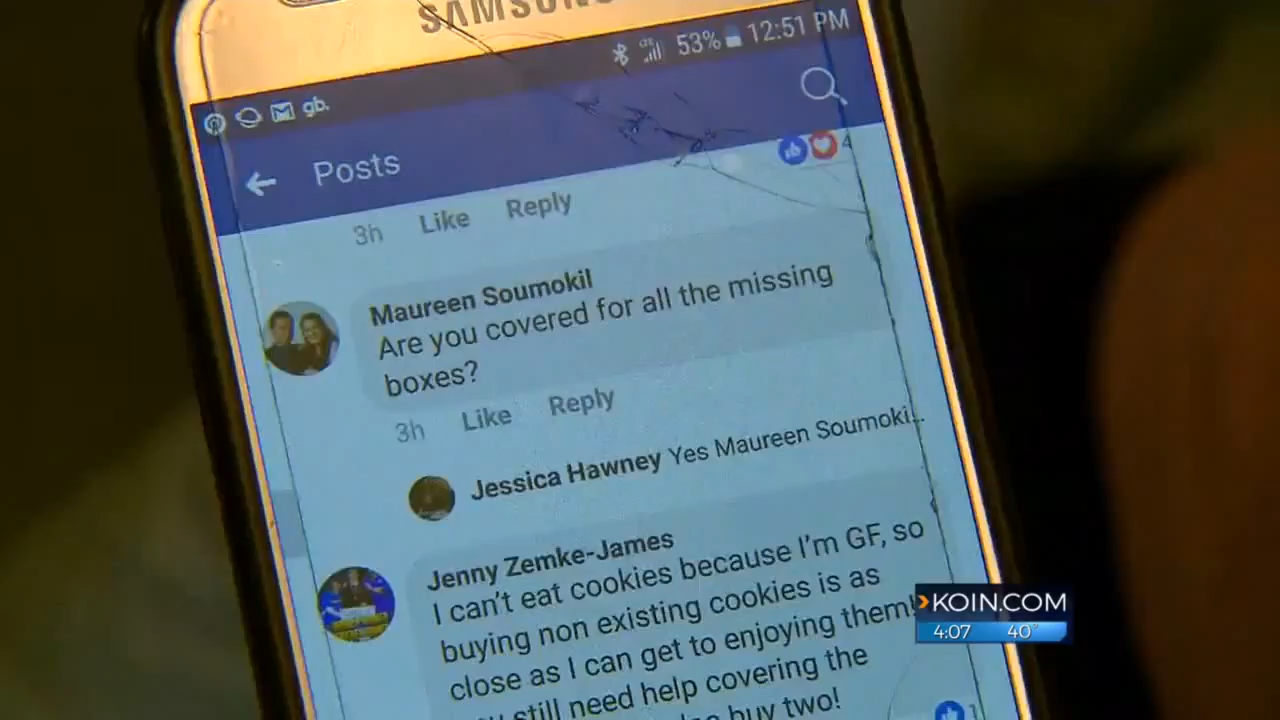 SAMSUNG
53% 12:51 PM
gb.
Posts
4
3h Like Reply
Maureen Soumokil
Are you covered for all the missing
boxes?
3h Like Reply
Jessica Hawney Yes Maureen Soumoki...
Jenny Zemke-James
I can't eat cookies because I'm GF, so
buying non existing cookies is as
close as I can get to enjoying them!
still need help covering the
buy two!
1
KOIN.COM
4:07 40°